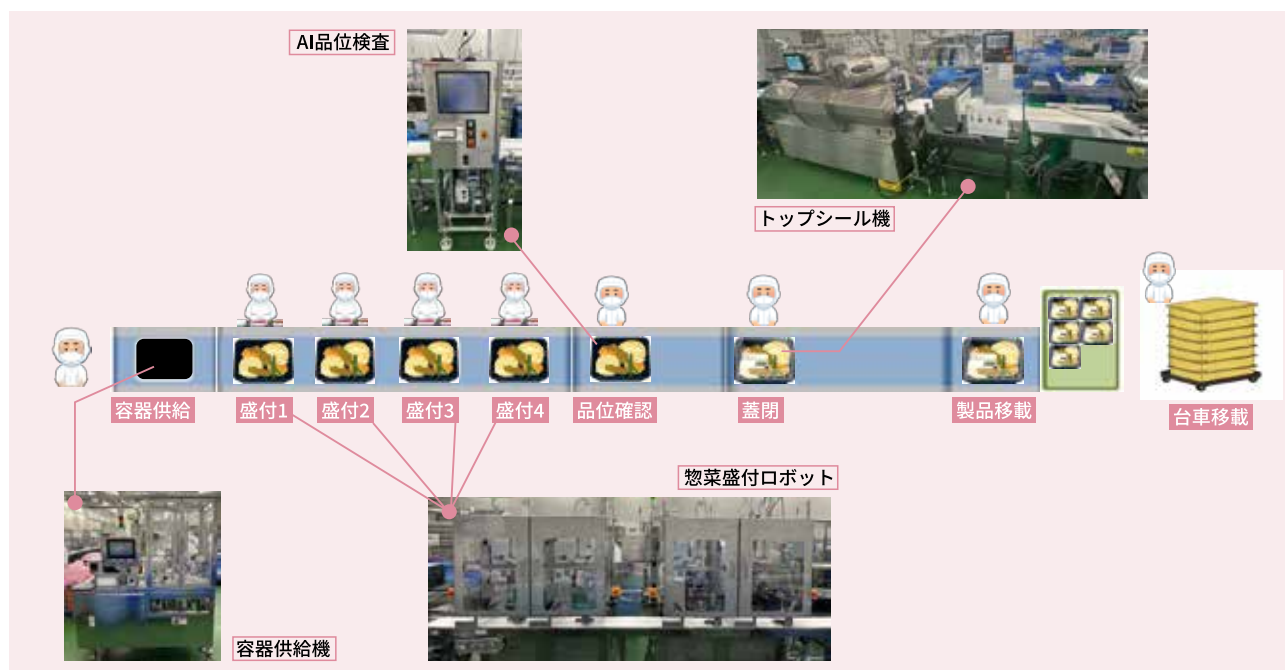 AI品位検査
トップシール機
容器供給
盛付1
盛付2
盛付3
盛付4
品位確認
蓋閉
製品移載
台車移載
惣菜盛付ロボット
容器供給機